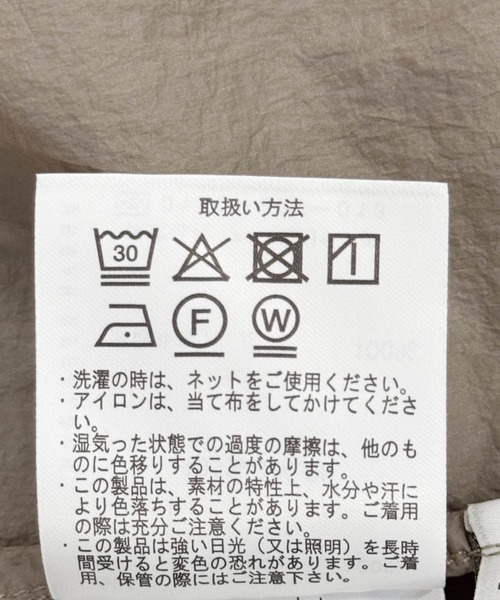 取扱い方法
30
F
W
・洗濯の時は、ネットをご使用ください。
・アイロンは、当て布をしてかけてくださ
い。
・湿気った状態での過度の摩擦は、他のも
のに色移りすることがあります。
・この製品は、素材の特性上、水分や汗に
より色落ちすることがあります。ご着用
の際は充分ご注意ください。
・この製品は強い日光（又は照明）を長時
間受けると変色の恐れがあります。ご着
用、保管の際にはご注意下さい。